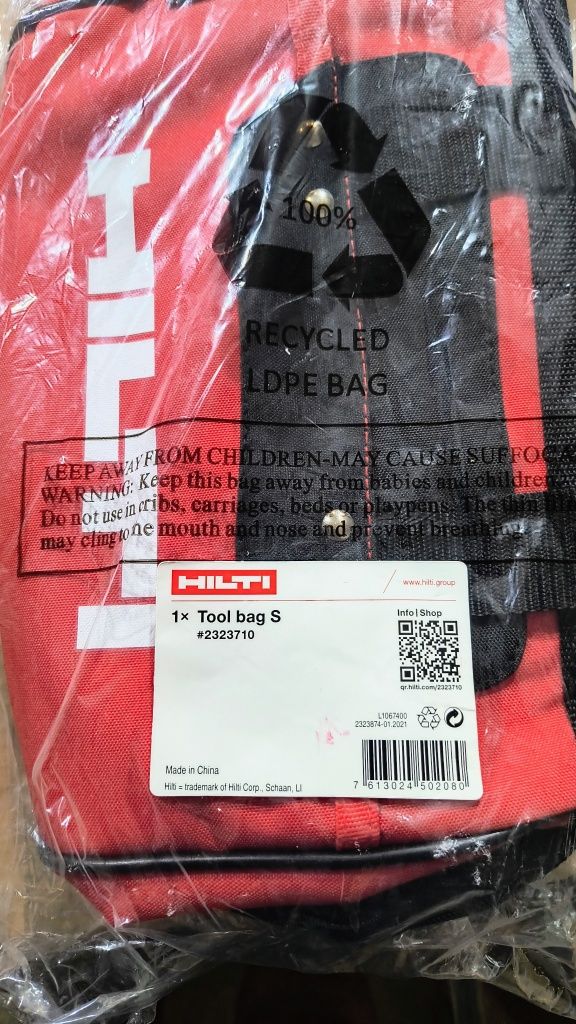 HILTI
100%
RECYCLED
LDPE BAG
KEEP AWAY FROM CHILDREN-MAY CAUSE SUFFOCA
WARNING: Keep this bag away from babies and children.
Do not use in cribs, carriages, beds or playpens. The thin
may cling to the mouth and nose and prevent breathing.
HILTI
www.hilti.group
1× Tool bag S
#2323710
Info | Shop
qr.hilti.com/2323710
L1067400
2323874-01.2021
Made in China
Hilti = trademark of Hilti Corp., Schaan, LI
7 613024 502080